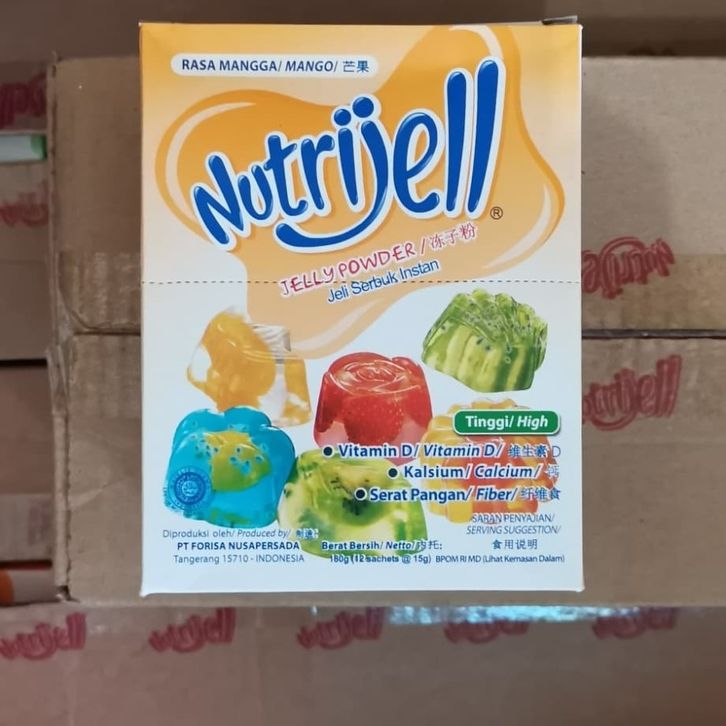 RASA MANGGA/ MANGO/ 芒果
Nutrijell®
JELLY POWDER / 冻子粉
Jeli Serbuk Instan
Tinggi/ High
Vitamin D/ Vitamin D/ 维生素 D
Kalsium/ Calcium/ 钙
Serat Pangan/ Fiber/ 纤维食
SARAN PENYAJIAN/
SERVING SUGGESTION/
食用说明
Diproduksi oleh/ Produced by/
PT FORISA NUSAPERSADA
Tangerang 15710 - INDONESIA
Berat Bersih/ Netto/
180g (12 sachets @ 15g)
BPOM RI MD (Lihat Kemasan Dalam)
Nutrijell
Nutrijell